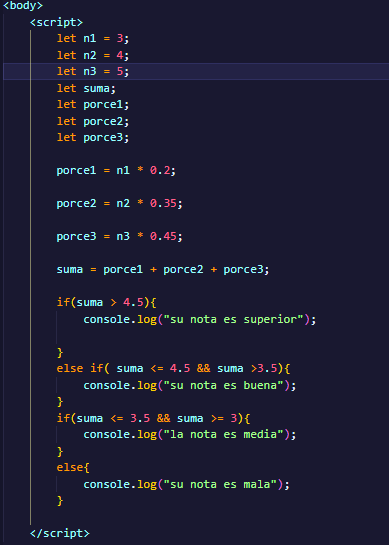 <body>
<script>
let n1 = 3;
let n2 = 4;
let n3 = 5;
let suma;
let porce1;
let porce2;
let porce3;
porce1 = n1 * 0.2;
porce2 = n2 * 0.35;
porce3 = n3 * 0.45;
suma = porce1 + porce2 + porce3;
if(suma > 4.5){
console.log("su nota es superior");
}
else if( suma <= 4.5 && suma >3.5){
console.log("su nota es buena");
}
if(suma <= 3.5 && suma >= 3){
console.log("la nota es media");
}
else{
console.log("su nota es mala");
}
</script>